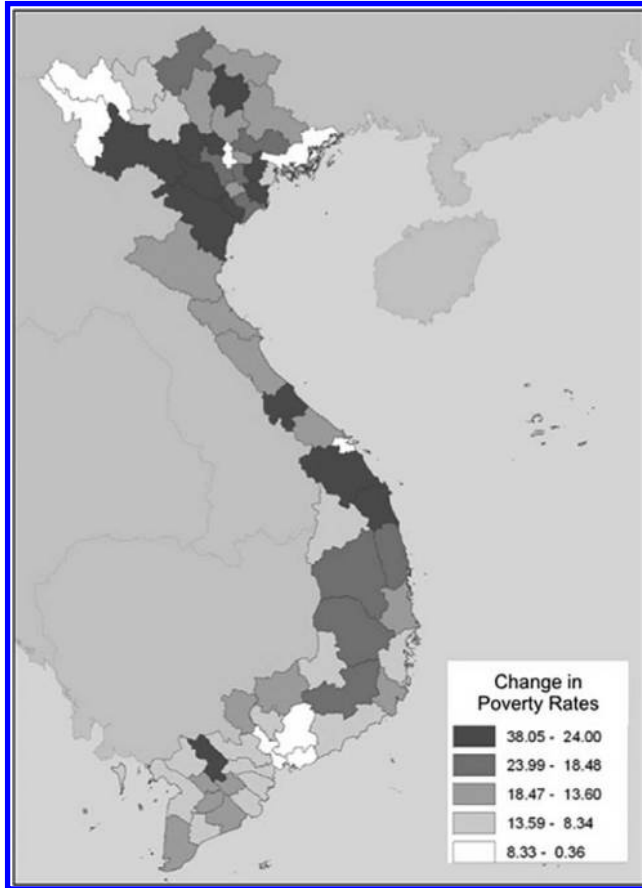 Change in
Poverty Rates
38.05 - 24.00
23.99 - 18.48
18.47 - 13.60
13.59 - 8.34
8.33 - 0.36